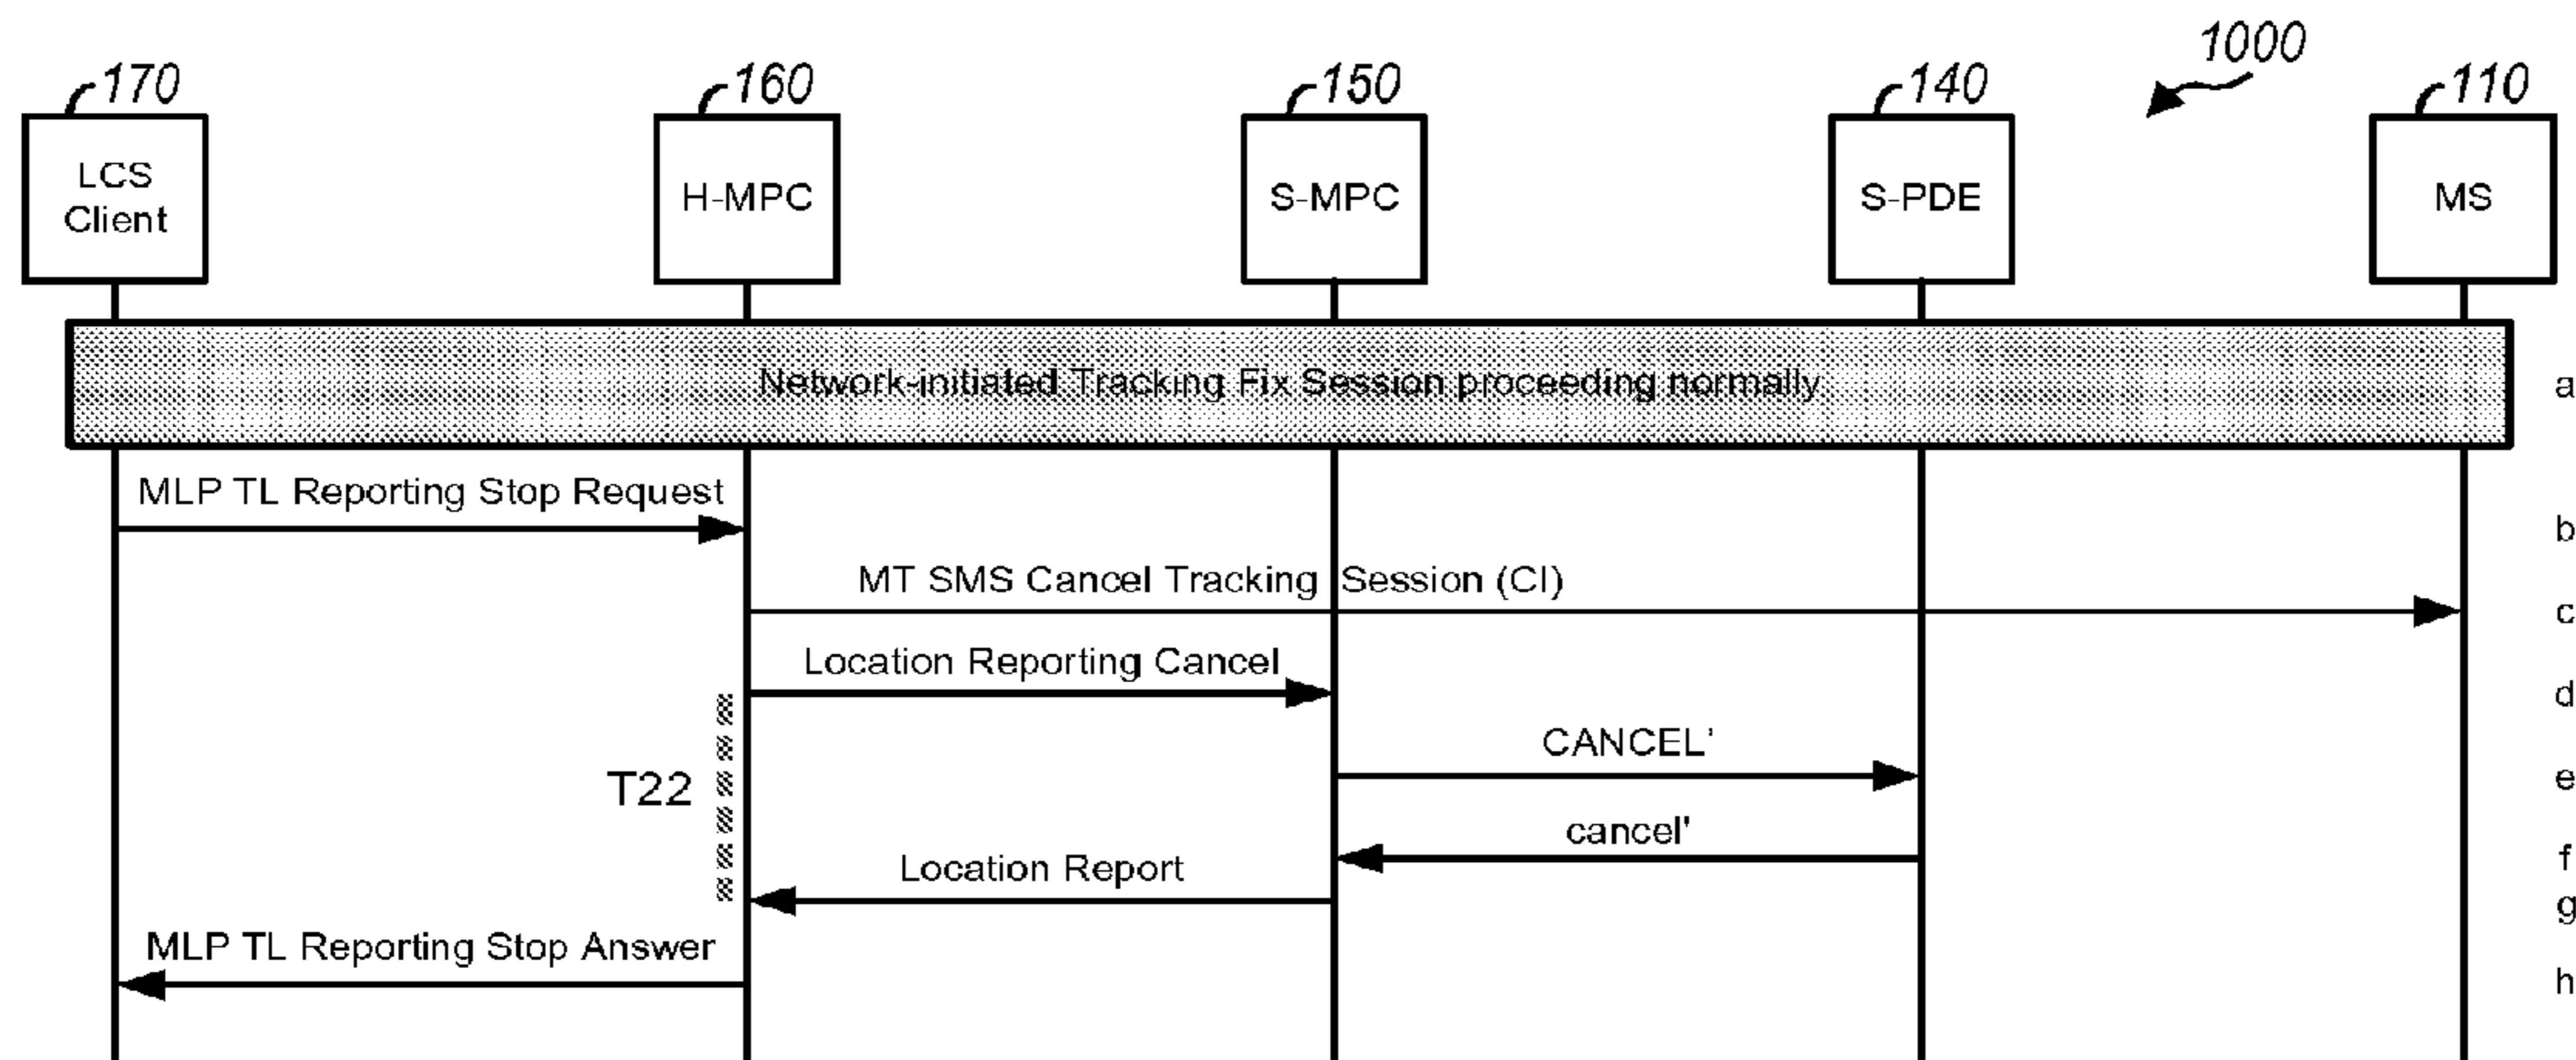 1000
170
160
150
140
110
LCS
Client
H-MPC
S-MPC
S-PDE
MS
Network-initiated Tracking Fix Session proceeding normally
a
MLP TL Reporting Stop Request
b
MT SMS Cancel Tracking Session (CI)
c
Location Reporting Cancel
d
CANCEL'
e
T22
cancel'
f
Location Report
g
MLP TL Reporting Stop Answer
h